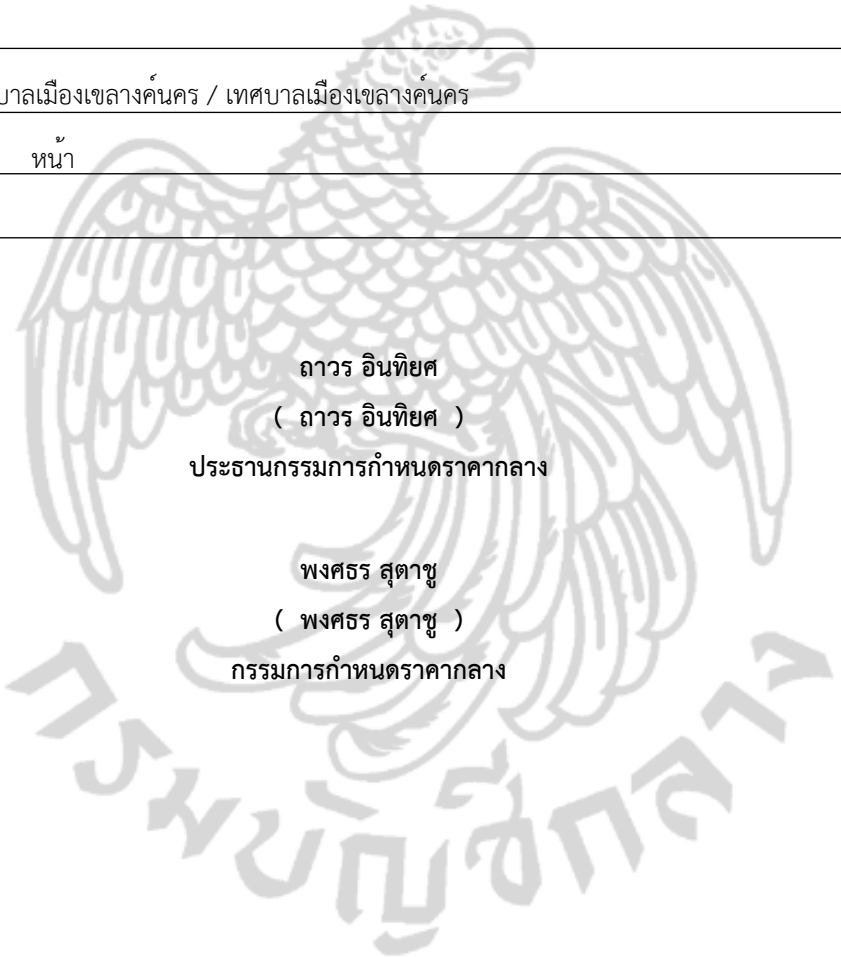 บาลเมืองเขลางค์นคร / เทศบาลเมืองเขลางค์นคร
หน้า
ถาวร อินทิยศ
( ถาวร อินทิยศ )
ประธานกรรมการกำหนดราคากลาง
พงศธร สุตาชู
( พงศธร สุตาชู )
กรรมการกำหนดราคากลาง
กรมบัญชีกลาง